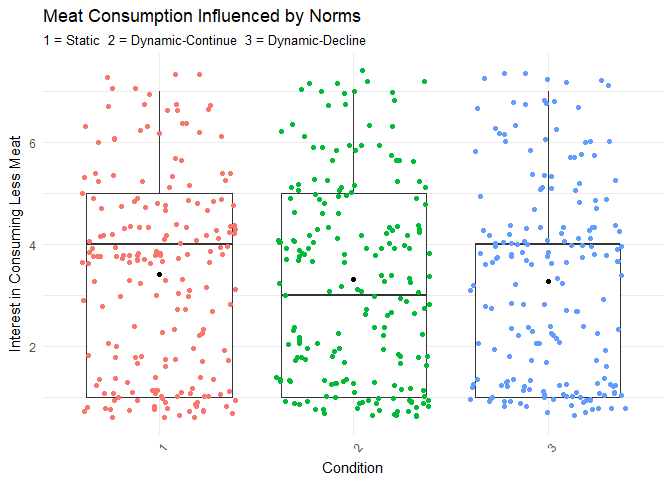 Meat Consumption Influenced by Norms
1 = Static  2 = Dynamic-Continue  3 = Dynamic-Decline
Interest in Consuming Less Meat
6
4
2
1
2
3
Condition